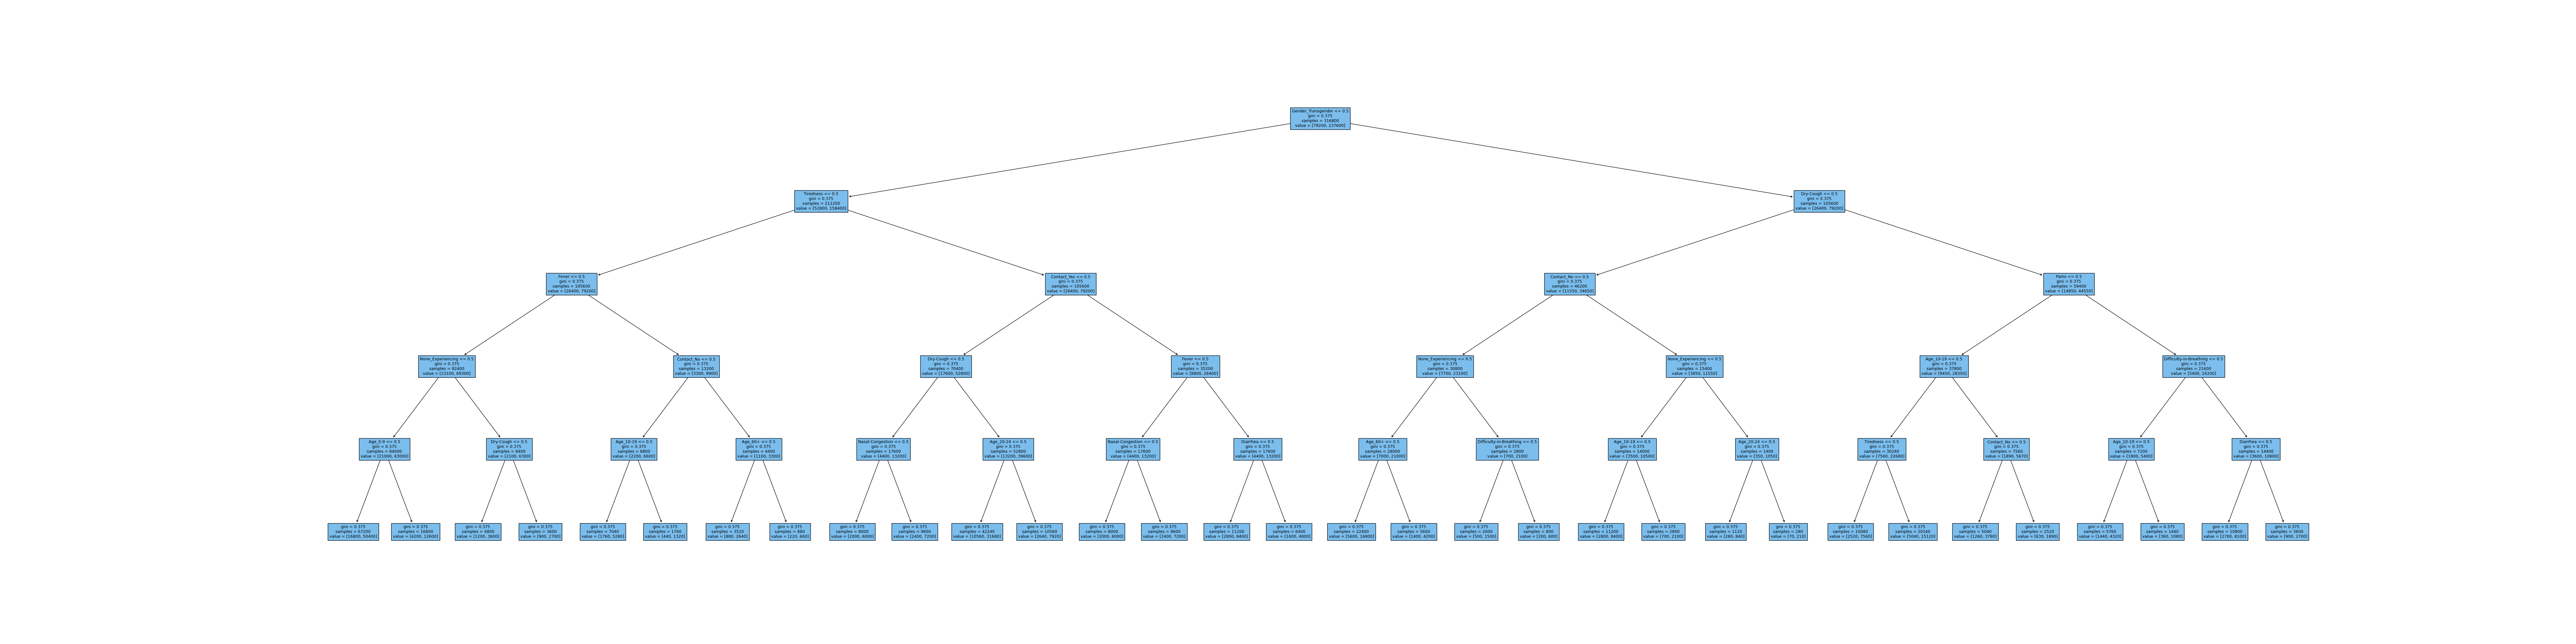 Gender_Transgender <= 0.5
gini = 0.375
samples = 316800
value = [79200, 237600]
Tiredness <= 0.5
gini = 0.375
samples = 211200
value = [52800, 158400]
Dry-Cough <= 0.5
gini = 0.375
samples = 105600
value = [26400, 79200]
Fever <= 0.5
gini = 0.375
samples = 105600
value = [26400, 79200]
gini = 0.375
samples = 105600
value = [26400, 79200]
Contact_No <= 0.5
gini = 0.375
samples = 46200
value = [11550, 34650]
Pains <= 0.5
gini = 0.375
samples = 59400
value = [14850, 44550]
None_Experiencing <= 0.5
gini = 0.375
samples = 92400
value = [23100, 69300]
Contact_No <= 0.5
gini = 0.375
samples = 13200
value = [3300, 9900]
Dry-Cough <= 0.5
gini = 0.375
samples = 70400
value = [17600, 52800]
Fever <= 0.5
gini = 0.375
samples = 35200
value = [8800, 26400]
None_Experiencing <= 0.5
gini = 0.375
samples = 30800
value = [7700, 23100]
None_Experiencing <= 0.5
gini = 0.375
samples = 15400
value = [3850, 11550]
Age_10-19 <= 0.5
gini = 0.375
samples = 37800
value = [9450, 28350]
Difficulty-in-Breathing <= 0.5
gini = 0.375
samples = 21600
value = [5400, 16200]
Age_0-9 <= 0.5
gini = 0.375
samples = 84000
value = [21000, 63000]
Dry-Cough <= 0.5
gini = 0.375
samples = 8400
value = [2100, 6300]
Age_10-19 <= 0.5
gini = 0.375
samples = 8800
value = [2200, 6600]
Age_60+ <= 0.5
gini = 0.375
samples = 4400
value = [1100, 3300]
Nasal-Congestion <= 0.5
gini = 0.375
samples = 17600
value = [4400, 13200]
Age_20-24 <= 0.5
gini = 0.375
samples = 52800
value = [13200, 39600]
Nasal-Congestion <= 0.5
gini = 0.375
samples = 17600
value = [4400, 13200]
Diarrhea <= 0.5
gini = 0.375
samples = 17600
value = [4400, 13200]
Age_60+ <= 0.5
gini = 0.375
samples = 28000
value = [7000, 21000]
Difficulty-in-Breathing <= 0.5
gini = 0.375
samples = 2800
value = [700, 2100]
Age_10-19 <= 0.5
gini = 0.375
samples = 14000
value = [3500, 10500]
Age_20-24 <= 0.5
gini = 0.375
samples = 1400
value = [350, 1050]
Tiredness <= 0.5
gini = 0.375
samples = 30240
value = [7560, 22680]
Contact_No <= 0.5
gini = 0.375
samples = 7560
value = [1890, 5670]
Age_10-19 <= 0.5
gini = 0.375
samples = 7200
value = [1800, 5400]
Diarrhea <= 0.5
gini = 0.375
samples = 14400
value = [3600, 10800]
gini = 0.375
samples = 67200
value = [16800, 50400]
gini = 0.375
samples = 16800
value = [4200, 12600]
gini = 0.375
samples = 4800
value = [1200, 3600]
gini = 0.375
samples = 3600
value = [900, 2700]
gini = 0.375
samples = 7040
value = [1760, 5280]
gini = 0.375
samples = 1760
value = [440, 1320]
gini = 0.375
samples = 3520
value = [880, 2640]
gini = 0.375
samples = 880
value = [220, 660]
gini = 0.375
samples = 8000
value = [2000, 6000]
gini = 0.375
samples = 9600
value = [2400, 7200]
gini = 0.375
samples = 42240
value = [10560, 31680]
gini = 0.375
samples = 10560
value = [2640, 7920]
gini = 0.375
samples = 8000
value = [2000, 6000]
gini = 0.375
samples = 9600
value = [2400, 7200]
gini = 0.375
samples = 11200
value = [2800, 8400]
gini = 0.375
samples = 6400
value = [1600, 4800]
gini = 0.375
samples = 22400
value = [5600, 16800]
gini = 0.375
samples = 5600
value = [1400, 4200]
gini = 0.375
samples = 2000
value = [500, 1500]
gini = 0.375
samples = 800
value = [200, 600]
gini = 0.375
samples = 11200
value = [2800, 8400]
gini = 0.375
samples = 2800
value = [700, 2100]
gini = 0.375
samples = 1120
value = [280, 840]
gini = 0.375
samples = 280
value = [70, 210]
gini = 0.375
samples = 10080
value = [2520, 7560]
gini = 0.375
samples = 20160
value = [5040, 15120]
gini = 0.375
samples = 5040
value = [1260, 3780]
gini = 0.375
samples = 2520
value = [630, 1890]
gini = 0.375
samples = 5760
value = [1440, 4320]
gini = 0.375
samples = 1440
value = [360, 1080]
gini = 0.375
samples = 10800
value = [2700, 8100]
gini = 0.375
samples = 3600
value = [900, 2700]